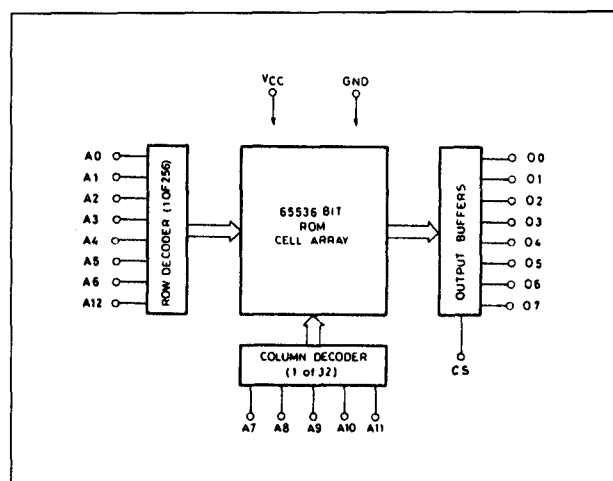 VCC
GND
A0
A1
A2
A3
A4
A5
A6
A12
ROW DECODER (1 OF 256)
65536 BIT
ROM
CELL ARRAY
OUTPUT BUFFERS
O0
O1
O2
O3
O4
O5
O6
O7
CS
COLUMN DECODER
(1 of 32)
A7
A8
A9
A10
A11